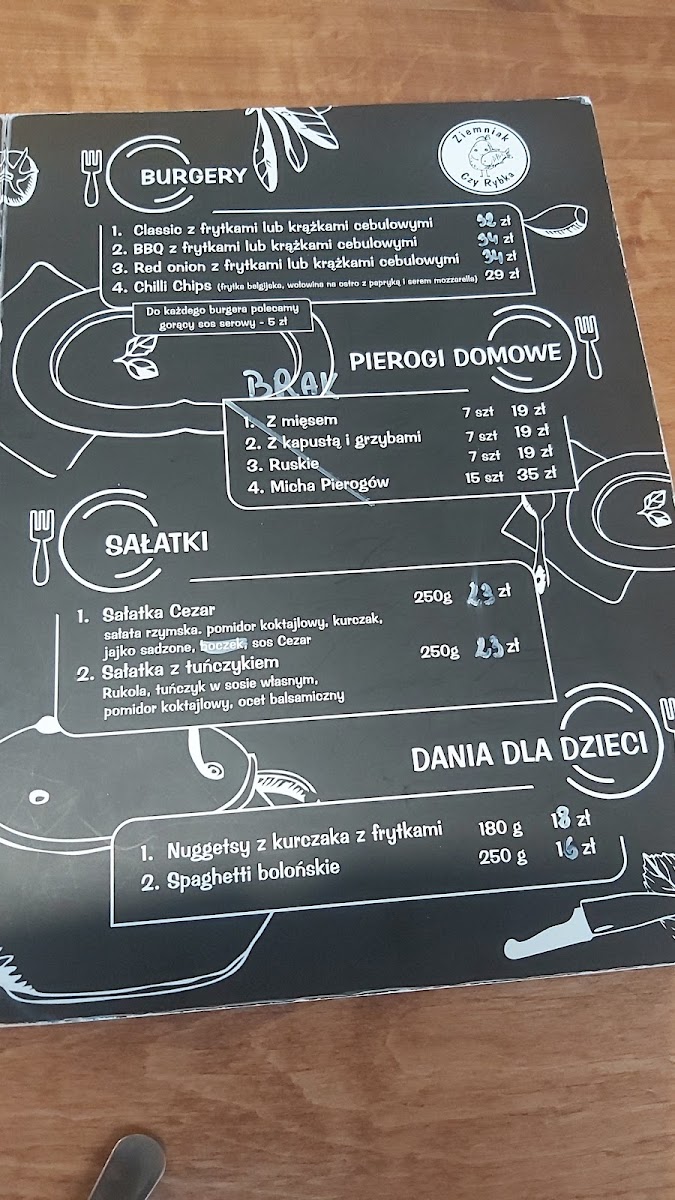 Ziemniak
Czy Rybka
BURGERY
1. Classic z frytkami lub krążkami cebulowymi 32 zł
2. BBQ z frytkami lub krążkami cebulowymi 34 zł
3. Red onion z frytkami lub krążkami cebulowymi 34 zł
4. Chilli Chips (frytka belgijska, wołowina na ostro z papryką i serem mozzarella) 29 zł
Do każdego burgera polecamy
gorący sos serowy - 5 zł
PIEROGI DOMOWE
BRAK
1. Z mięsem 7 szt 19 zł
2. Z kapustą i grzybami 7 szt 19 zł
3. Ruskie 7 szt 19 zł
4. Micha Pierogów 15 szt 35 zł
SAŁATKI
1. Sałatka Cezar 250g 23 zł
sałata rzymska. pomidor koktajlowy, kurczak,
jajko sadzone, boczek, sos Cezar
2. Sałatka z tuńczykiem 250g 23 zł
Rukola, tuńczyk w sosie własnym,
pomidor koktajlowy, ocet balsamiczny
DANIA DLA DZIECI
1. Nuggetsy z kurczaka z frytkami 180 g 18 zł
2. Spaghetti bolońskie 250 g 16 zł